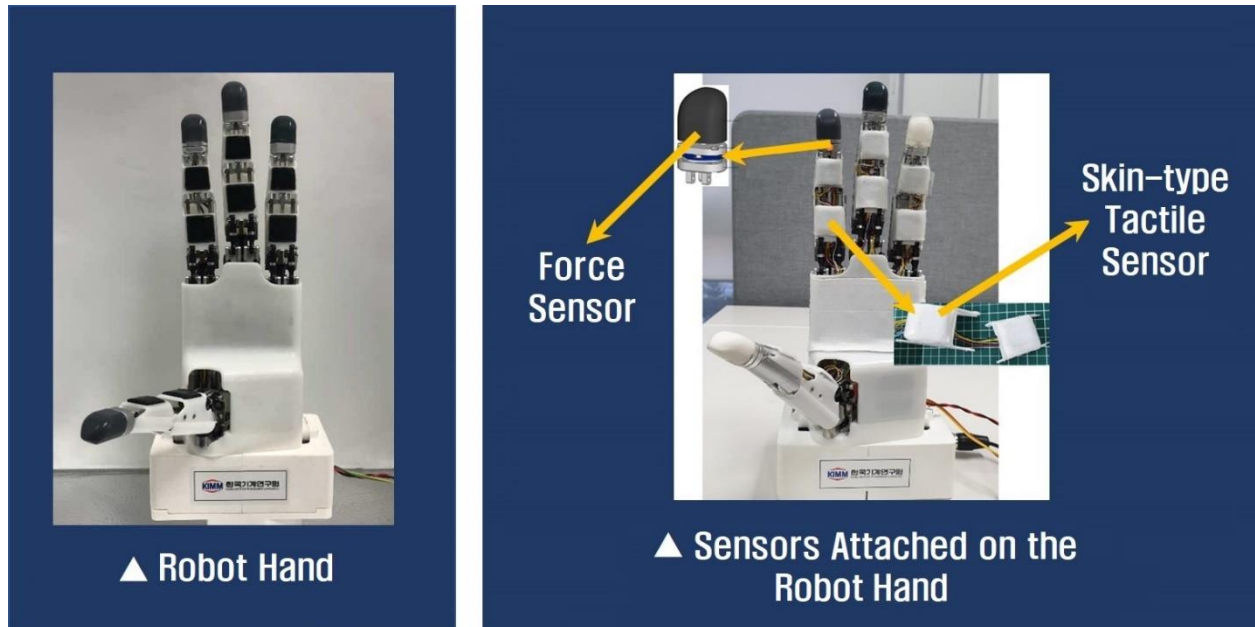 KIMM 한국기계연구원
▲ Robot Hand
Force
Sensor
Skin-type
Tactile
Sensor
KIMM 한국기계연구원
▲ Sensors Attached on the
Robot Hand